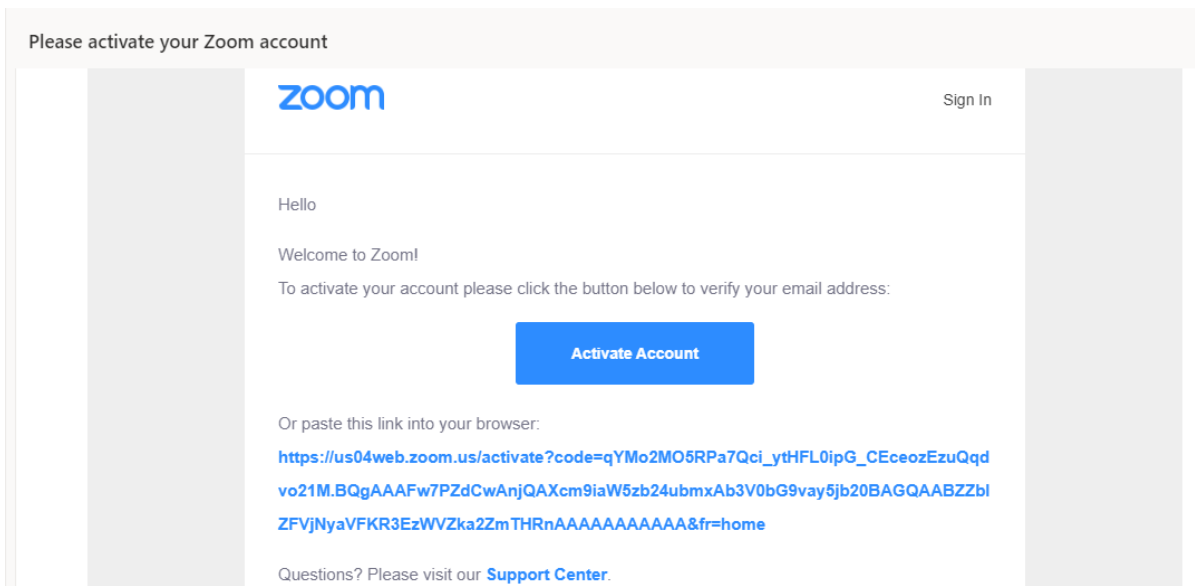 Please activate your Zoom account
zoom
Sign In
Hello
Welcome to Zoom!
To activate your account please click the button below to verify your email address:
Activate Account
Or paste this link into your browser:
https://us04web.zoom.us/activate?code=qYMo2MO5RPa7Qci_ytHFL0ipG_CEceozEzuQqd
vo21M.BQgAAAFw7PZdCwAnjQAXcm9iaW5zb24ubmxAb3V0bG9vay5jb20BAGQAABZZbl
ZFVjNyaVFKR3EzWVZka2ZmTHRnAAAAAAAAAAA&fr=home
Questions? Please visit our Support Center.